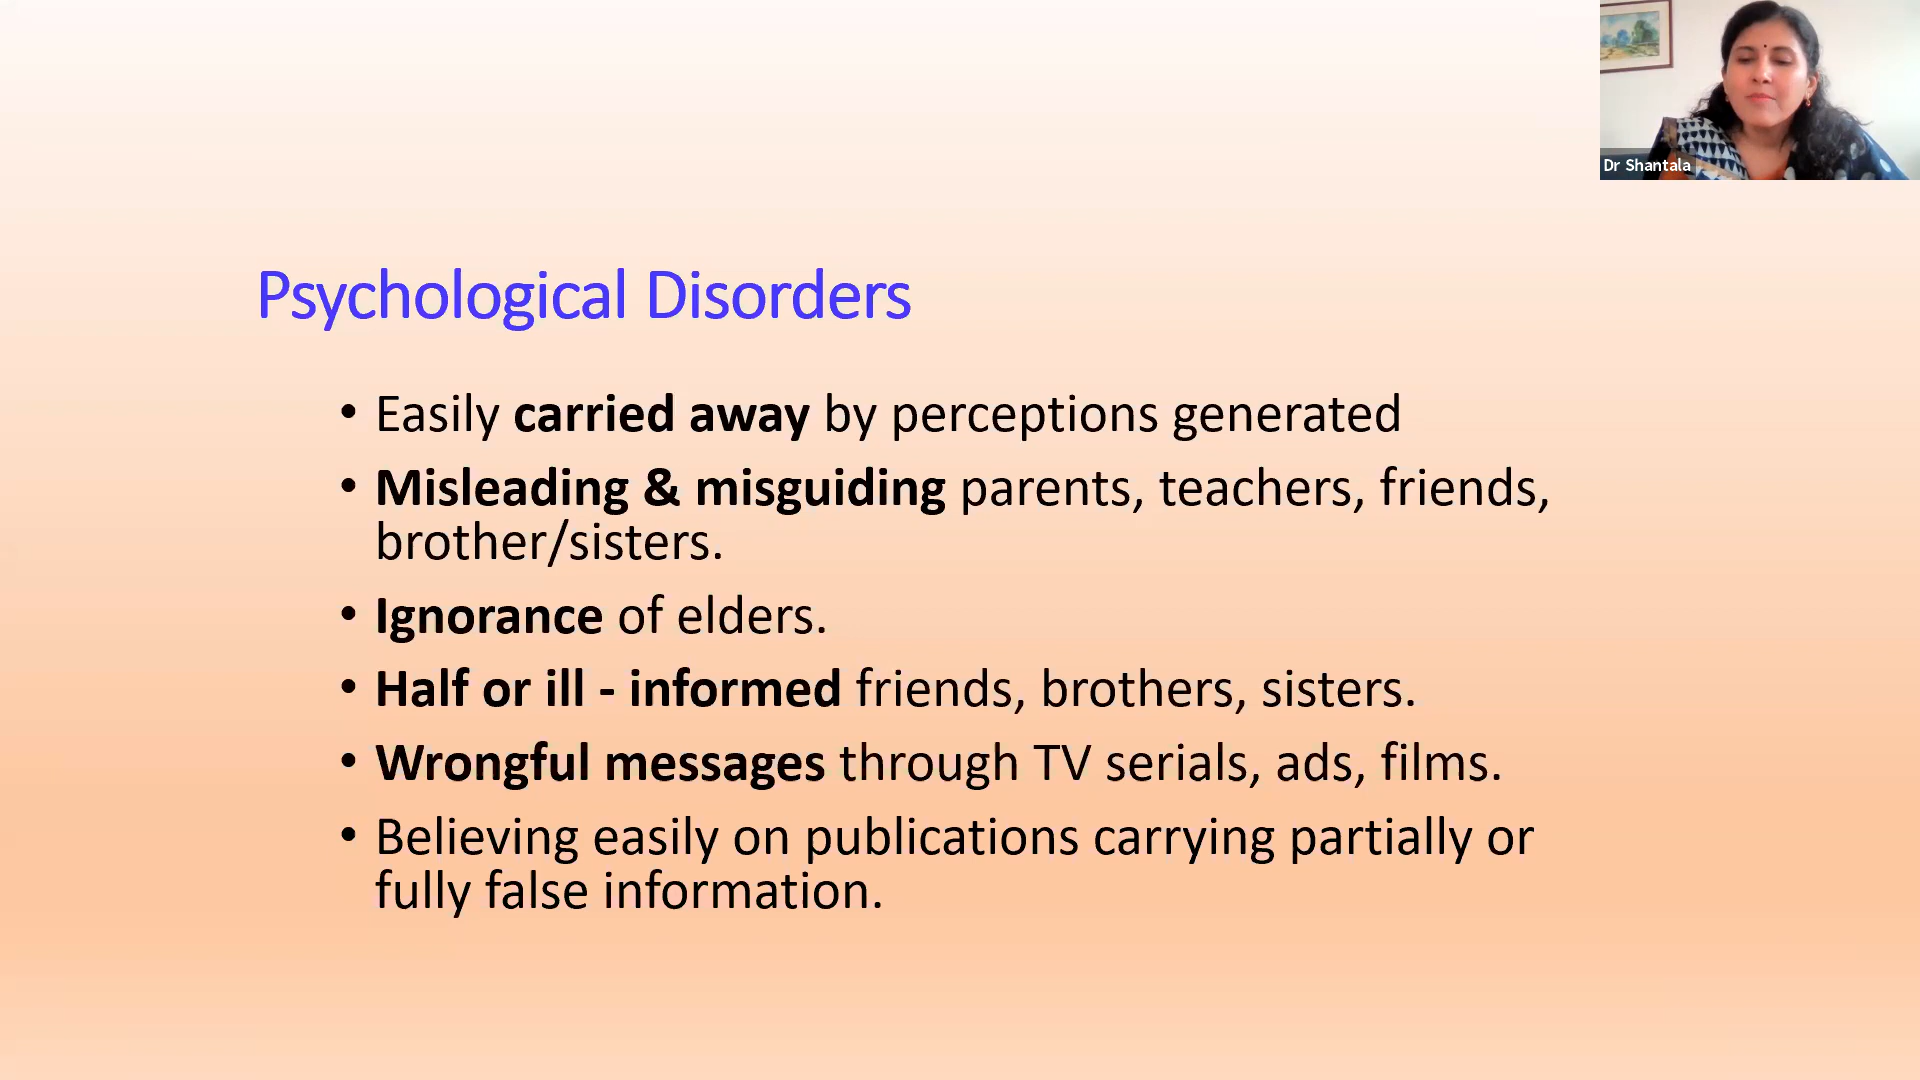 Dr Shantala
Psychological Disorders
• Easily carried away by perceptions generated
• Misleading & misguiding parents, teachers, friends,
brother/sisters.
• Ignorance of elders.
• Half or ill - informed friends, brothers, sisters.
• Wrongful messages through TV serials, ads, films.
• Believing easily on publications carrying partially or
fully false information.